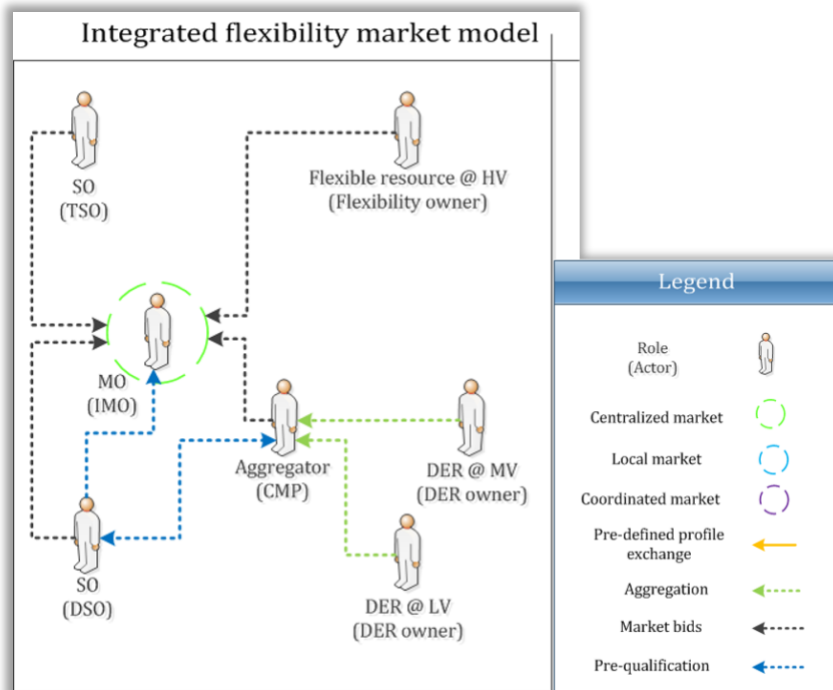 Integrated flexibility market model
SO
(TSO)
Flexible resource @ HV
(Flexibility owner)
MO
(IMO)
Aggregator
(CMP)
DER @ MV
(DER owner)
SO
(DSO)
DER @ LV
(DER owner)
Legend
Role
(Actor)
Centralized market
Local market
Coordinated market
Pre-defined profile
exchange
Aggregation
Market bids
Pre-qualification